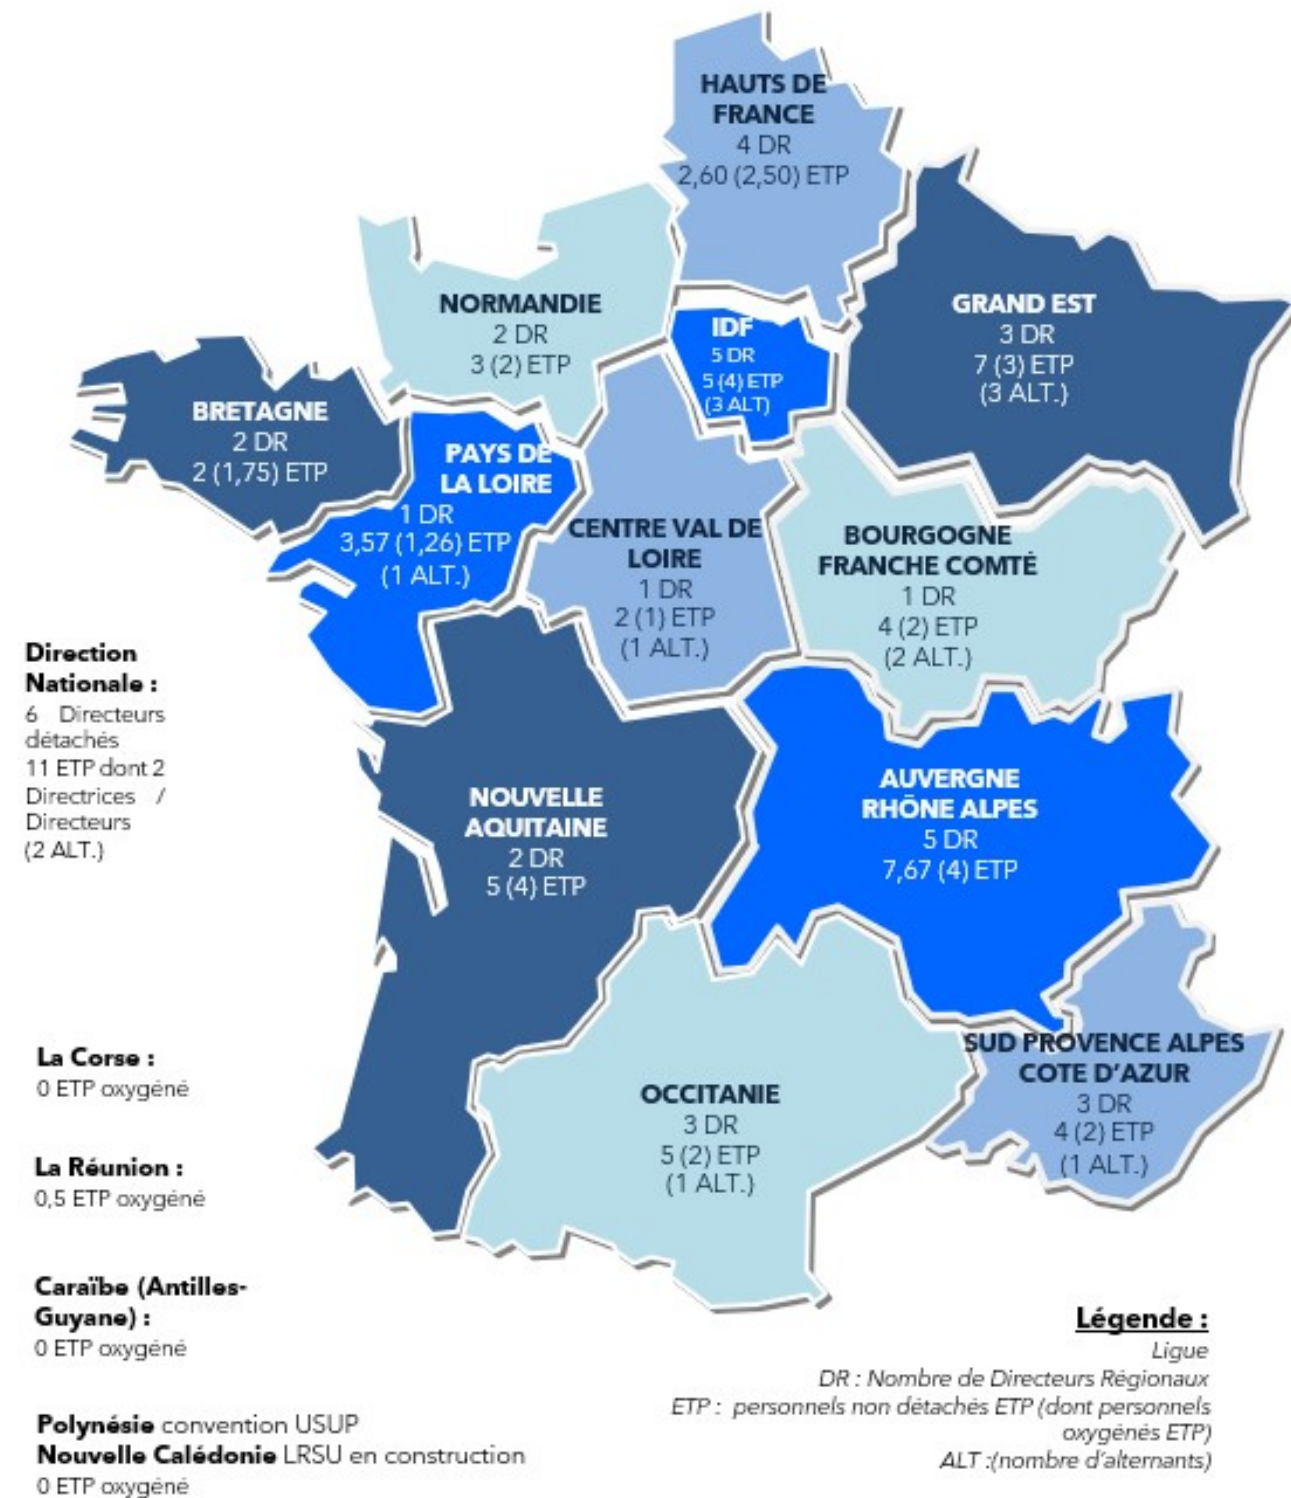 HAUTS DE
FRANCE
4 DR
2,60 (2,50) ETP
NORMANDIE
2 DR
3 (2) ETP
IDF
5 DR
5 (4) ETP
(3 ALT)
GRAND EST
3 DR
7 (3) ETP
(3 ALT.)
BRETAGNE
2 DR
2 (1,75) ETP
PAYS DE
LA LOIRE
1 DR
3,57 (1,26) ETP
(1 ALT.)
CENTRE VAL DE
LOIRE
1 DR
2 (1) ETP
(1 ALT.)
BOURGOGNE
FRANCHE COMTÉ
1 DR
4 (2) ETP
(2 ALT.)
Direction
Nationale :
6 Directeurs
détachés
11 ETP dont 2
Directrices /
Directeurs
(2 ALT.)
NOUVELLE
AQUITAINE
2 DR
5 (4) ETP
AUVERGNE
RHÔNE ALPES
5 DR
7,67 (4) ETP
La Corse :
0 ETP oxygéné
La Réunion :
0,5 ETP oxygéné
Caraïbe (Antilles-
Guyane) :
0 ETP oxygéné
Polynésie convention USUP
Nouvelle Calédonie LRSU en construction
0 ETP oxygéné
OCCITANIE
3 DR
5 (2) ETP
(1 ALT.)
SUD PROVENCE ALPES
COTE D'AZUR
3 DR
4 (2) ETP
(1 ALT.)
Légende :
Ligue
DR : Nombre de Directeurs Régionaux
ETP : personnels non détachés ETP (dont personnels
oxygénés ETP)
ALT :(nombre d'alternants)